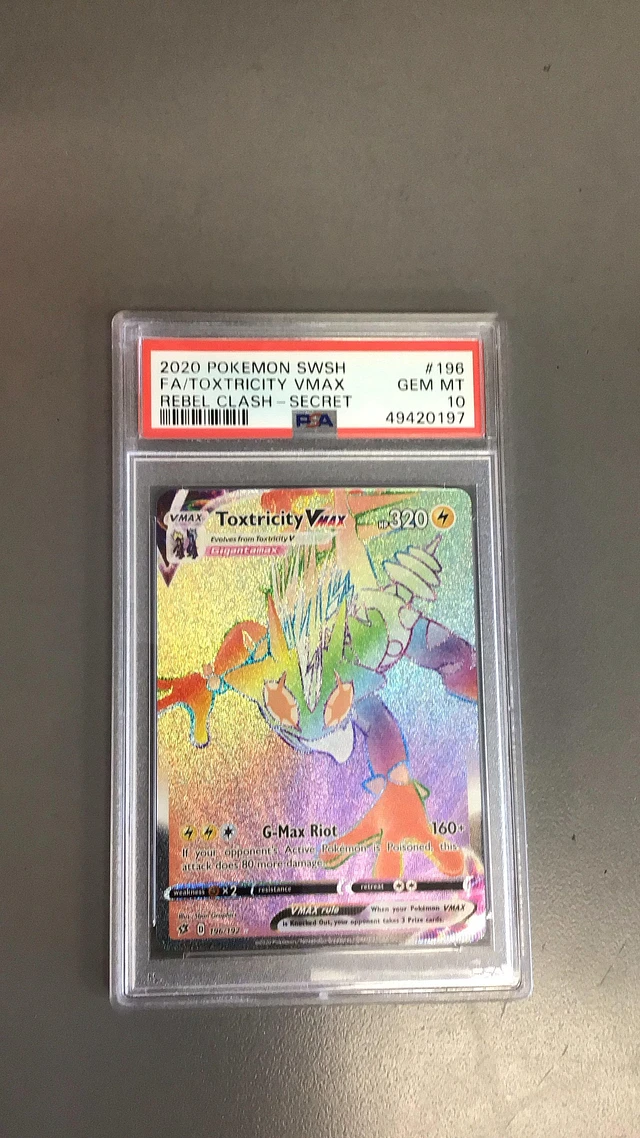 2020 POKEMON SWSH #196
FA/TOXTRICITY VMAX GEM MT
REBEL CLASH-SECRET 10
PSA 49420197
VMAX Toxtricity VMAX HP 320
Evolves from Toxtricity V
Gigantamax
G-Max Riot 160+
If your opponent's Active Pokémon is Poisoned, this
attack does 80 more damage.
weakness ×2 resistance retreat
VMAX rule When your Pokémon VMAX
is Knocked Out, your opponent takes 3 Prize cards.
D 196/192